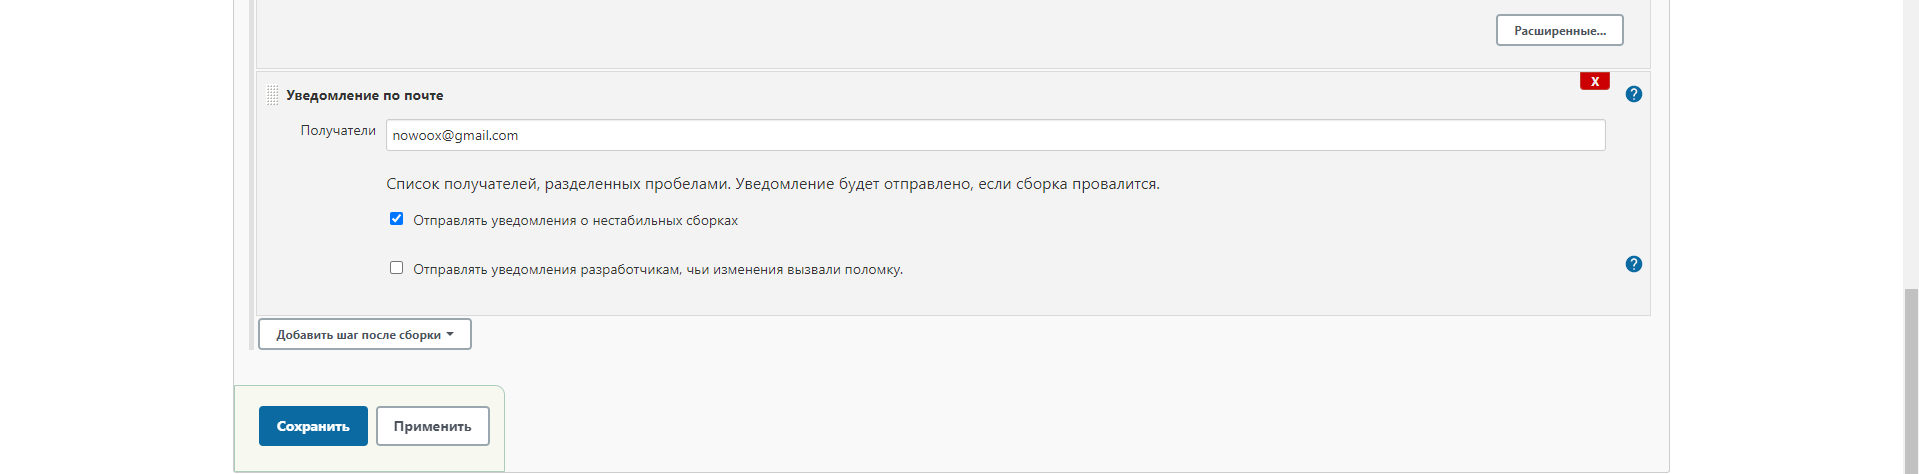 Расширенные...
X
Уведомление по почте
?
Получатели
nowoox@gmail.com
Список получателей, разделенных пробелами. Уведомление будет отправлено, если сборка провалится.
Отправлять уведомления о нестабильных сборках
Отправлять уведомления разработчикам, чьи изменения вызвали поломку.
?
Добавить шаг после сборки
Сохранить
Применить